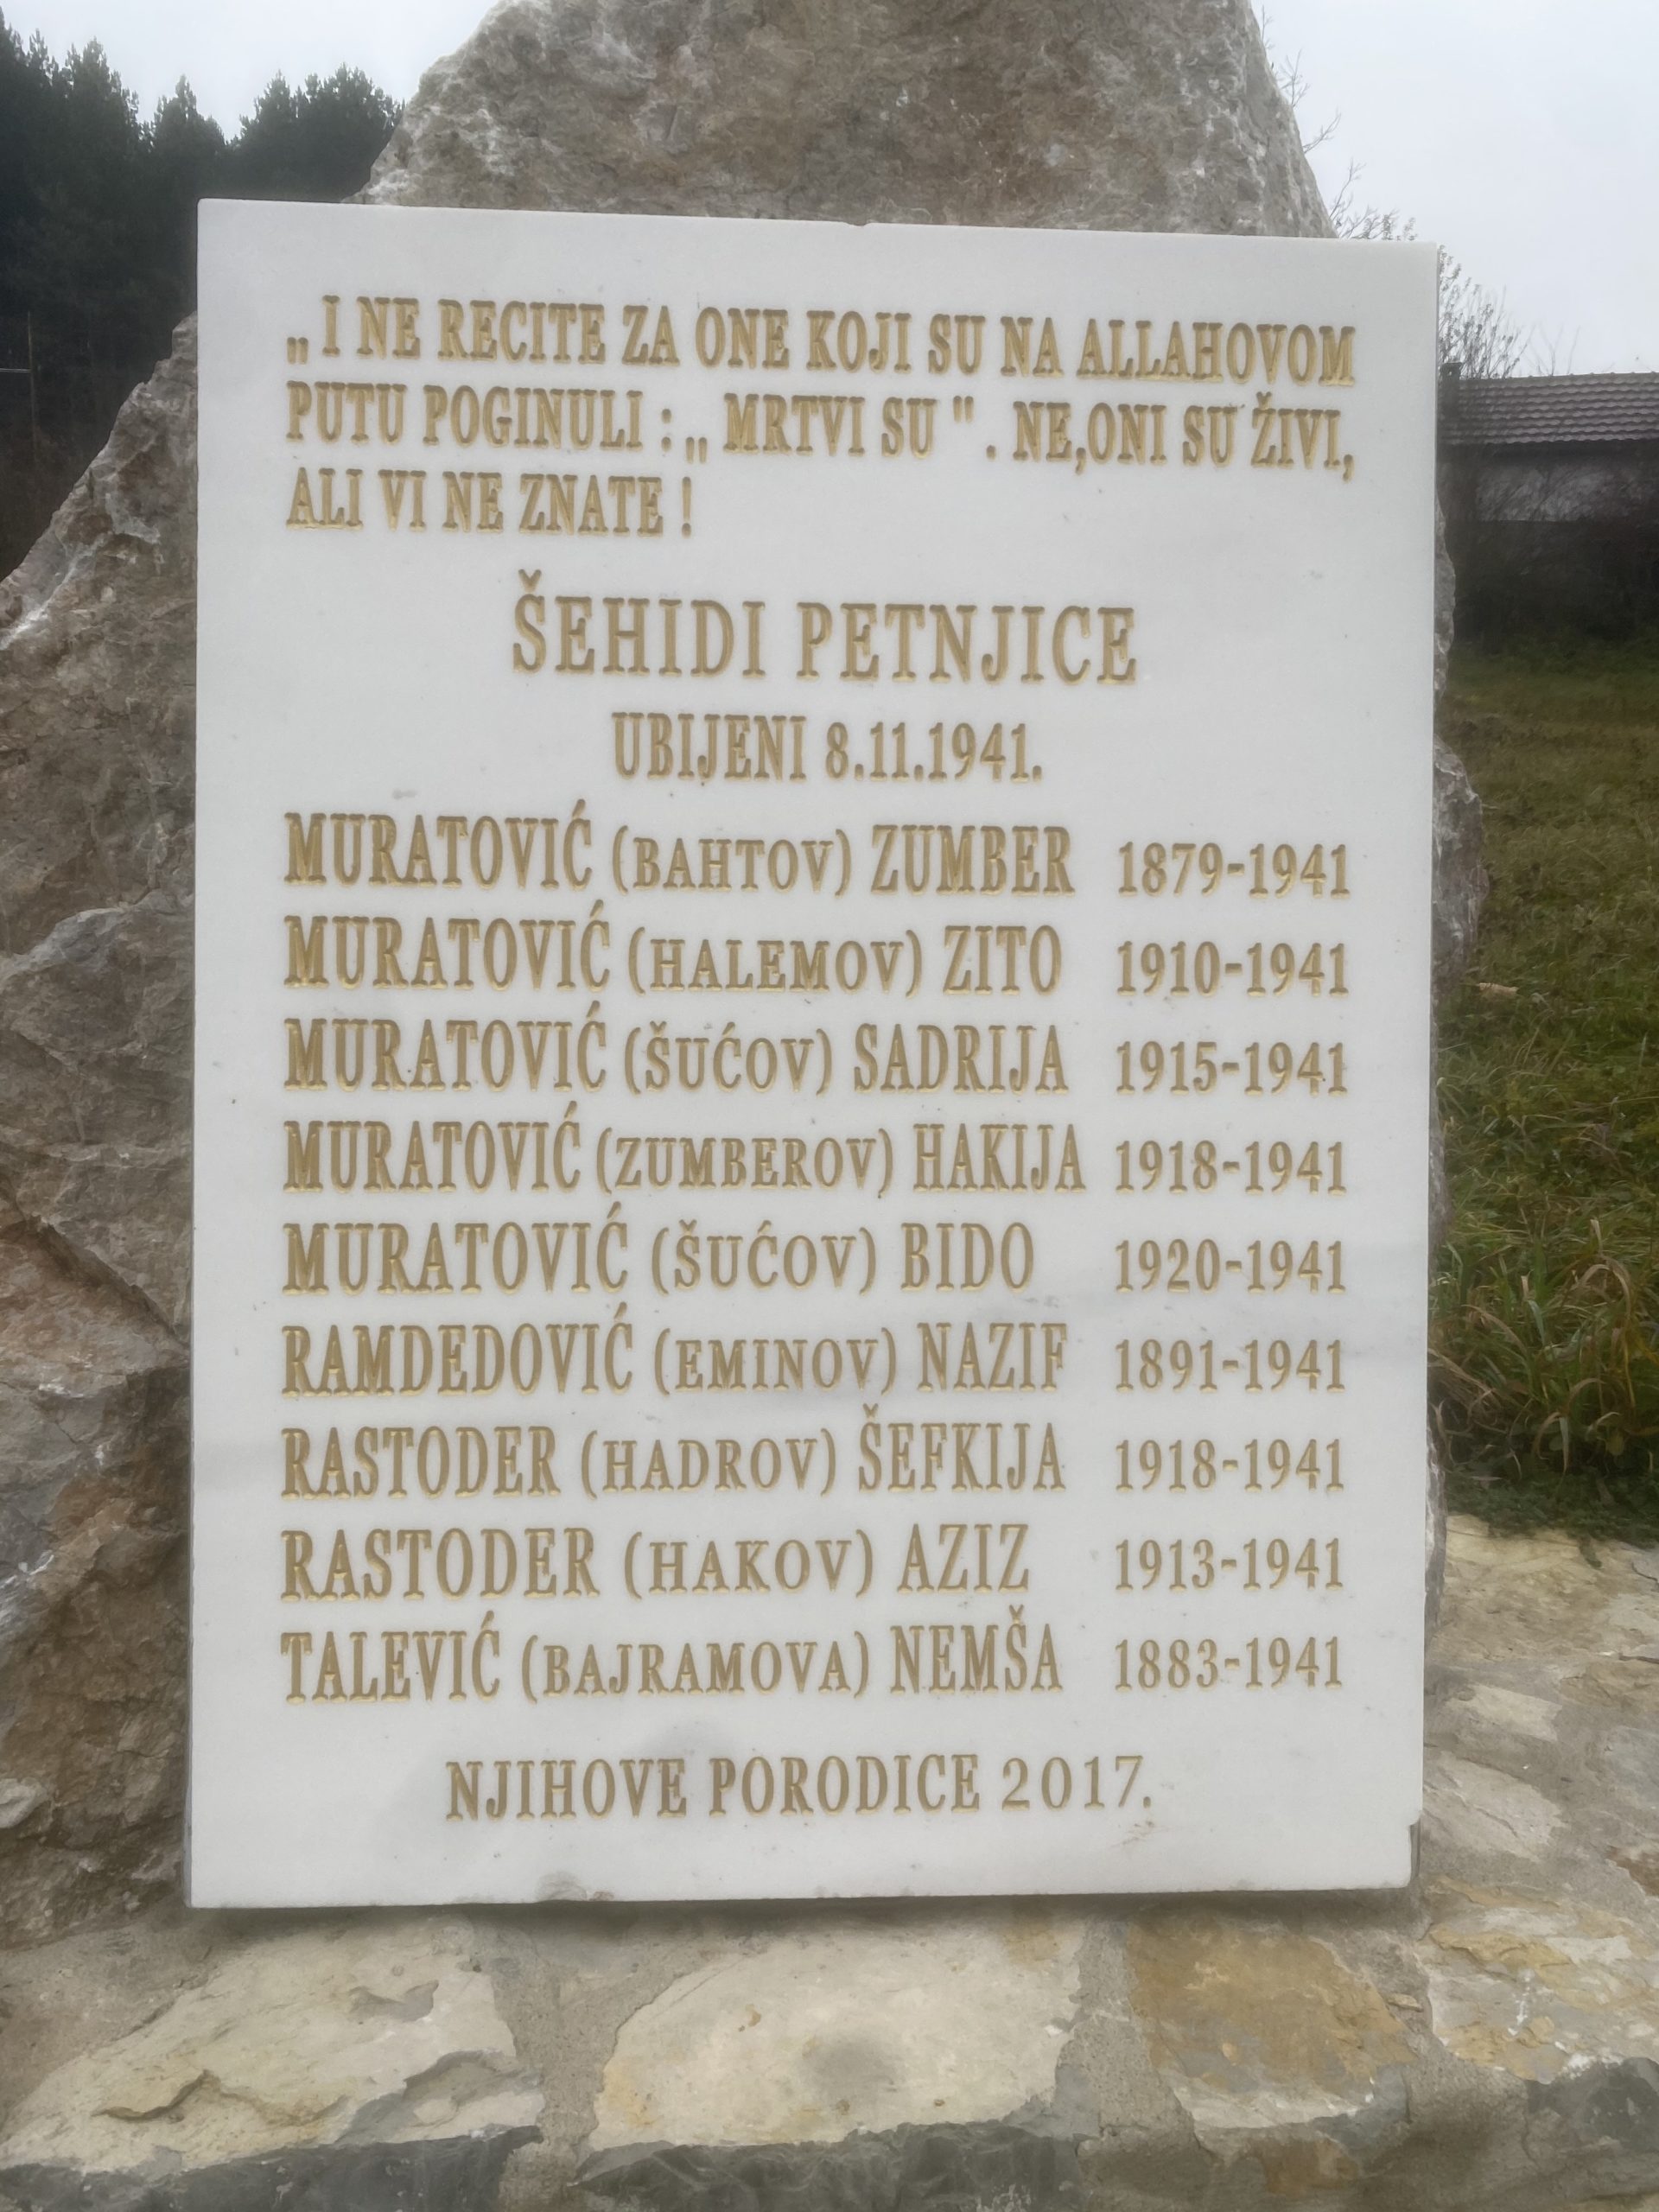 „ I NE RECITE ZA ONE KOJI SU NA ALLAHOVOM
PUTU POGINULI : „ MRTVI SU " . NE,ONI SU ŽIVI,
ALI VI NE ZNATE !
ŠEHIDI PETNJICE
UBIJENI 8.11.1941.
MURATOVIĆ (BAHTOV) ZUMBER 1879-1941
MURATOVIĆ (HALEMOV) ZITO 1910-1941
MURATOVIĆ (ŠUĆOV) SADRIJA 1915-1941
MURATOVIĆ (ZUMBEROV) HAKIJA 1918-1941
MURATOVIĆ (ŠUĆOV) BIDO 1920-1941
RAMDEDOVIĆ (EMINOV) NAZIF 1891-1941
RASTODER (HADROV) ŠEFKIJA 1918-1941
RASTODER (HAKOV) AZIZ 1913-1941
TALEVIĆ (BAJRAMOVA) NEMŠA 1883-1941
NJIHOVE PORODICE 2017.